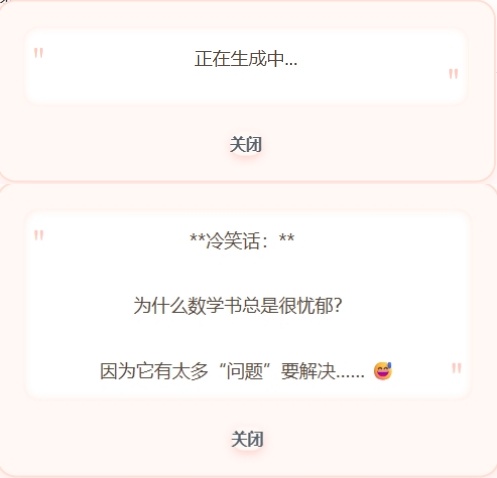 "
正在生成中...
"
关闭
"
**冷笑话：**
为什么数学书总是很忧郁？
因为它有太多“问题”要解决…… 😅
"
关闭